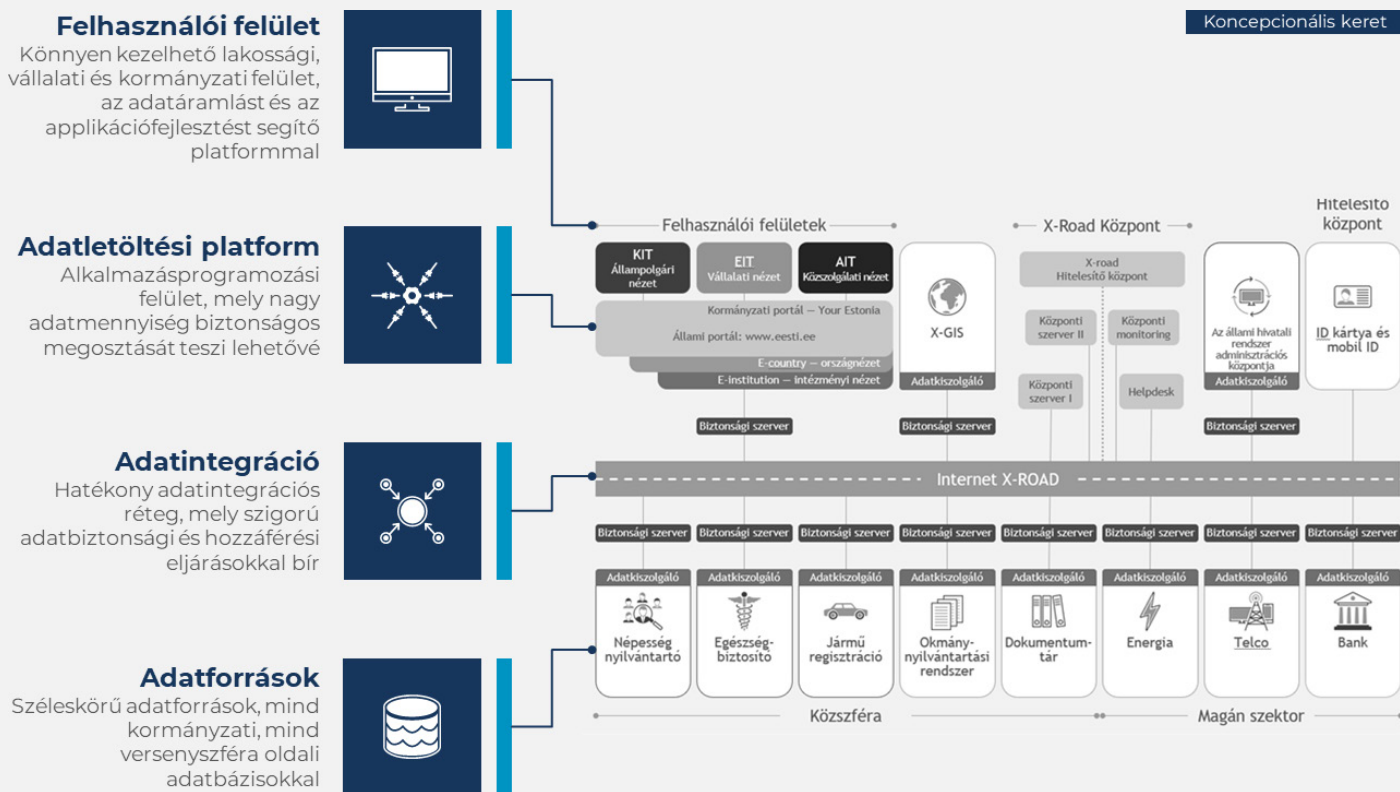 Koncepcionális keret
Felhasználói felület
Könnyen kezelhető lakossági,
vállalati és kormányzati felület,
az adatáramlást és az
applikációfejlesztést segítő
platformmal
Adatletöltési platform
Alkalmazásprogramozási
felület, mely nagy
adatmennyiség biztonságos
megosztását teszi lehetővé
Adatintegráció
Hatékony adatintegrációs
réteg, mely szigorú
adatbiztonsági és hozzáférési
eljárásokkal bír
Adatforrások
Széleskörű adatforrások, mind
kormányzati, mind
versenyszféra oldali
adatbázisokkal
Felhasználói felületek
KIT
Állampolgári
nézet
EIT
Vállalati nézet
AIT
Közszolgálati nézet
Kormányzati portál — Your Estonia
Állami portál: www.eesti.ee
E-country — országnézet
E-institution — intézményi nézet
Biztonsági szerver
X-GIS
Adatkiszolgáló
Biztonsági szerver
X-Road Központ
X-road
Hitelesítő központ
Központi
szerver II
Központi
monitoring
Központi
szerver I
Helpdesk
Az állami hivatali
rendszer
adminisztrációs
központja
Adatkiszolgáló
Biztonsági szerver
Hitelesítő
központ
ID kártya és
mobil ID
Internet X-ROAD
Biztonsági szerver
Biztonsági szerver
Biztonsági szerver
Biztonsági szerver
Biztonsági szerver
Biztonsági szerver
Biztonsági szerver
Biztonsági szerver
Adatkiszolgáló
Népesség
nyilvántartó
Adatkiszolgáló
Egészség-
biztosító
Adatkiszolgáló
Jármű
regisztráció
Adatkiszolgáló
Okmány-
nyilvántartási
rendszer
Adatkiszolgáló
Dokumentum-
tár
Adatkiszolgáló
Energia
Adatkiszolgáló
Telco
Adatkiszolgáló
Bank
Közszféra
Magán szektor